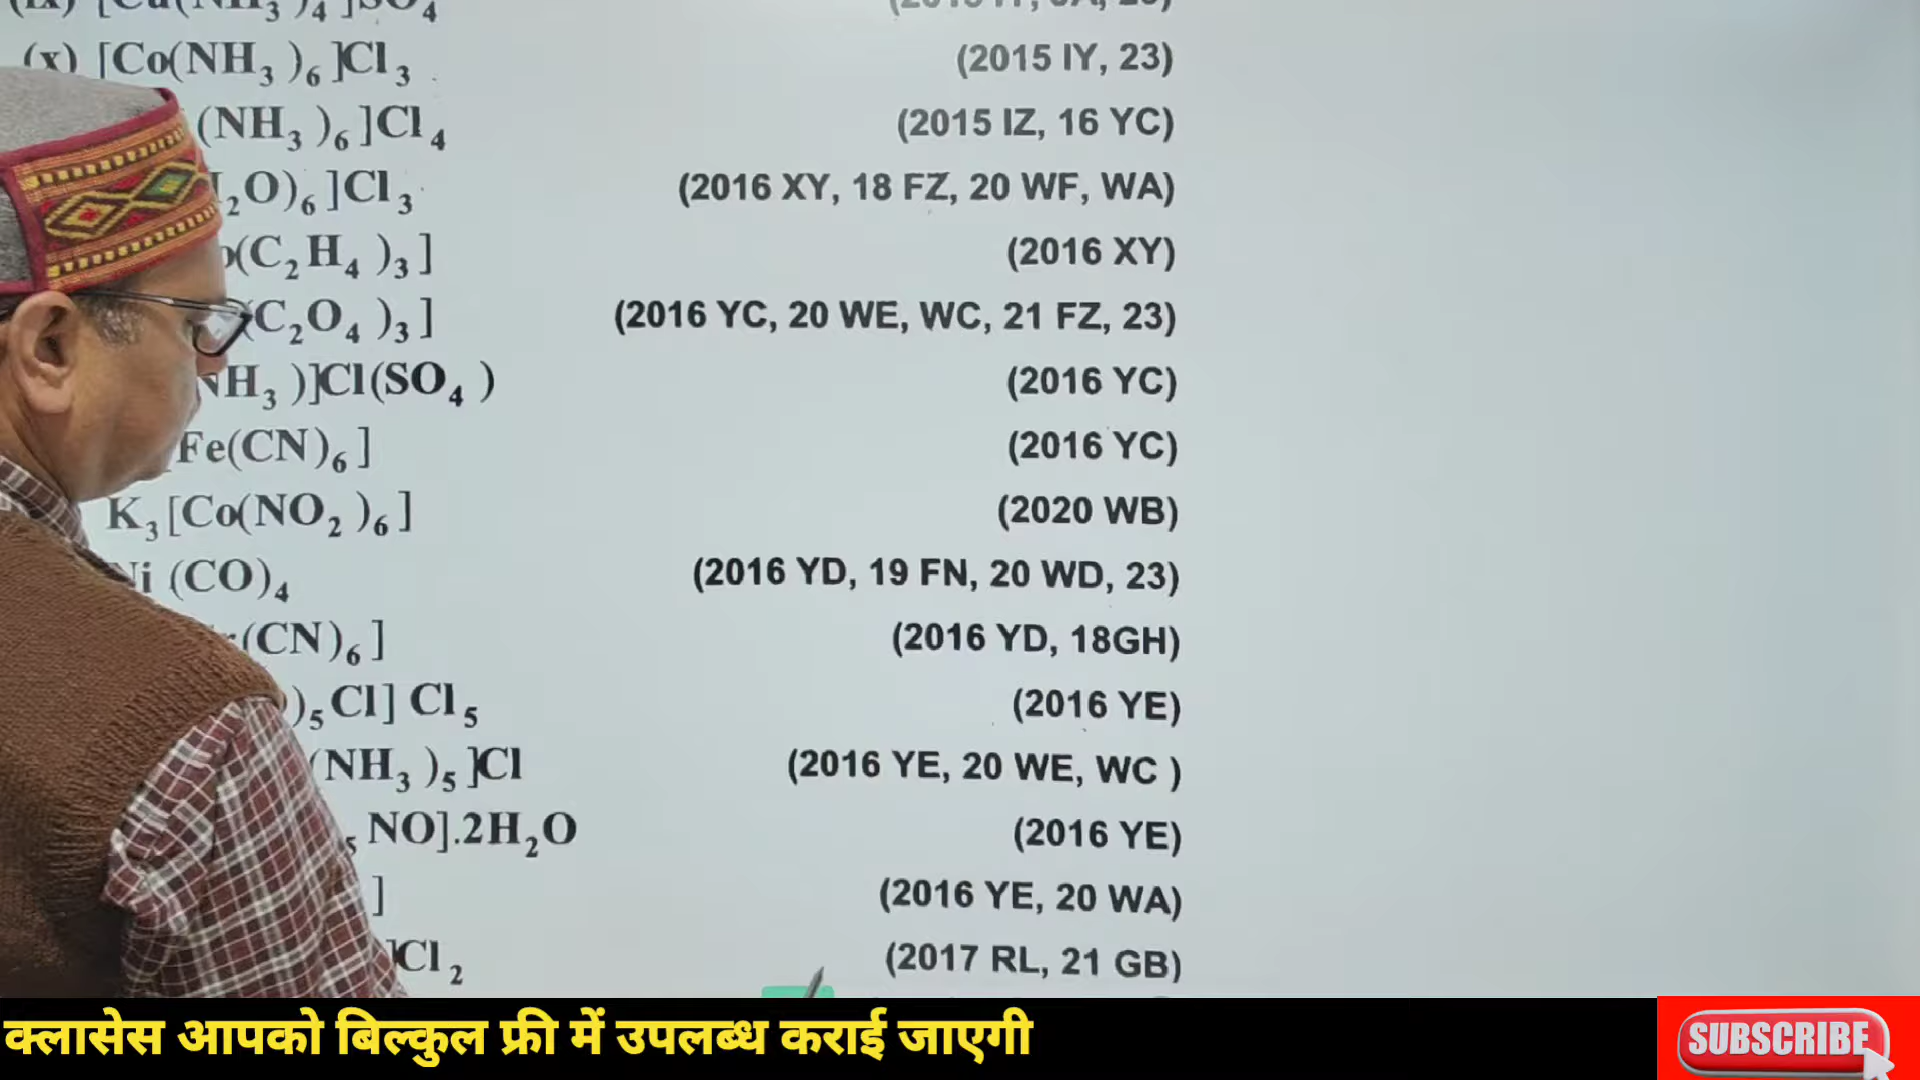 (x) [Co(NH3)6]Cl3 (2015 IY, 23)
(NH3)6]Cl4 (2015 IZ, 16 YC)
2O)6]Cl3 (2016 XY, 18 FZ, 20 WF, WA)
(C2H4)3] (2016 XY)
(C2O4)3] (2016 YC, 20 WE, WC, 21 FZ, 23)
NH3)]Cl(SO4) (2016 YC)
Fe(CN)6] (2016 YC)
K3[Co(NO2)6] (2020 WB)
Ni (CO)4 (2016 YD, 19 FN, 20 WD, 23)
(CN)6] (2016 YD, 18GH)
)5Cl] Cl5 (2016 YE)
(NH3)5]Cl (2016 YE, 20 WE, WC )
5 NO].2H2O (2016 YE)
] (2016 YE, 20 WA)
]Cl2 (2017 RL, 21 GB)
क्लासेस आपको बिल्कुल फ्री में उपलब्ध कराई जाएगी
SUBSCRIBE